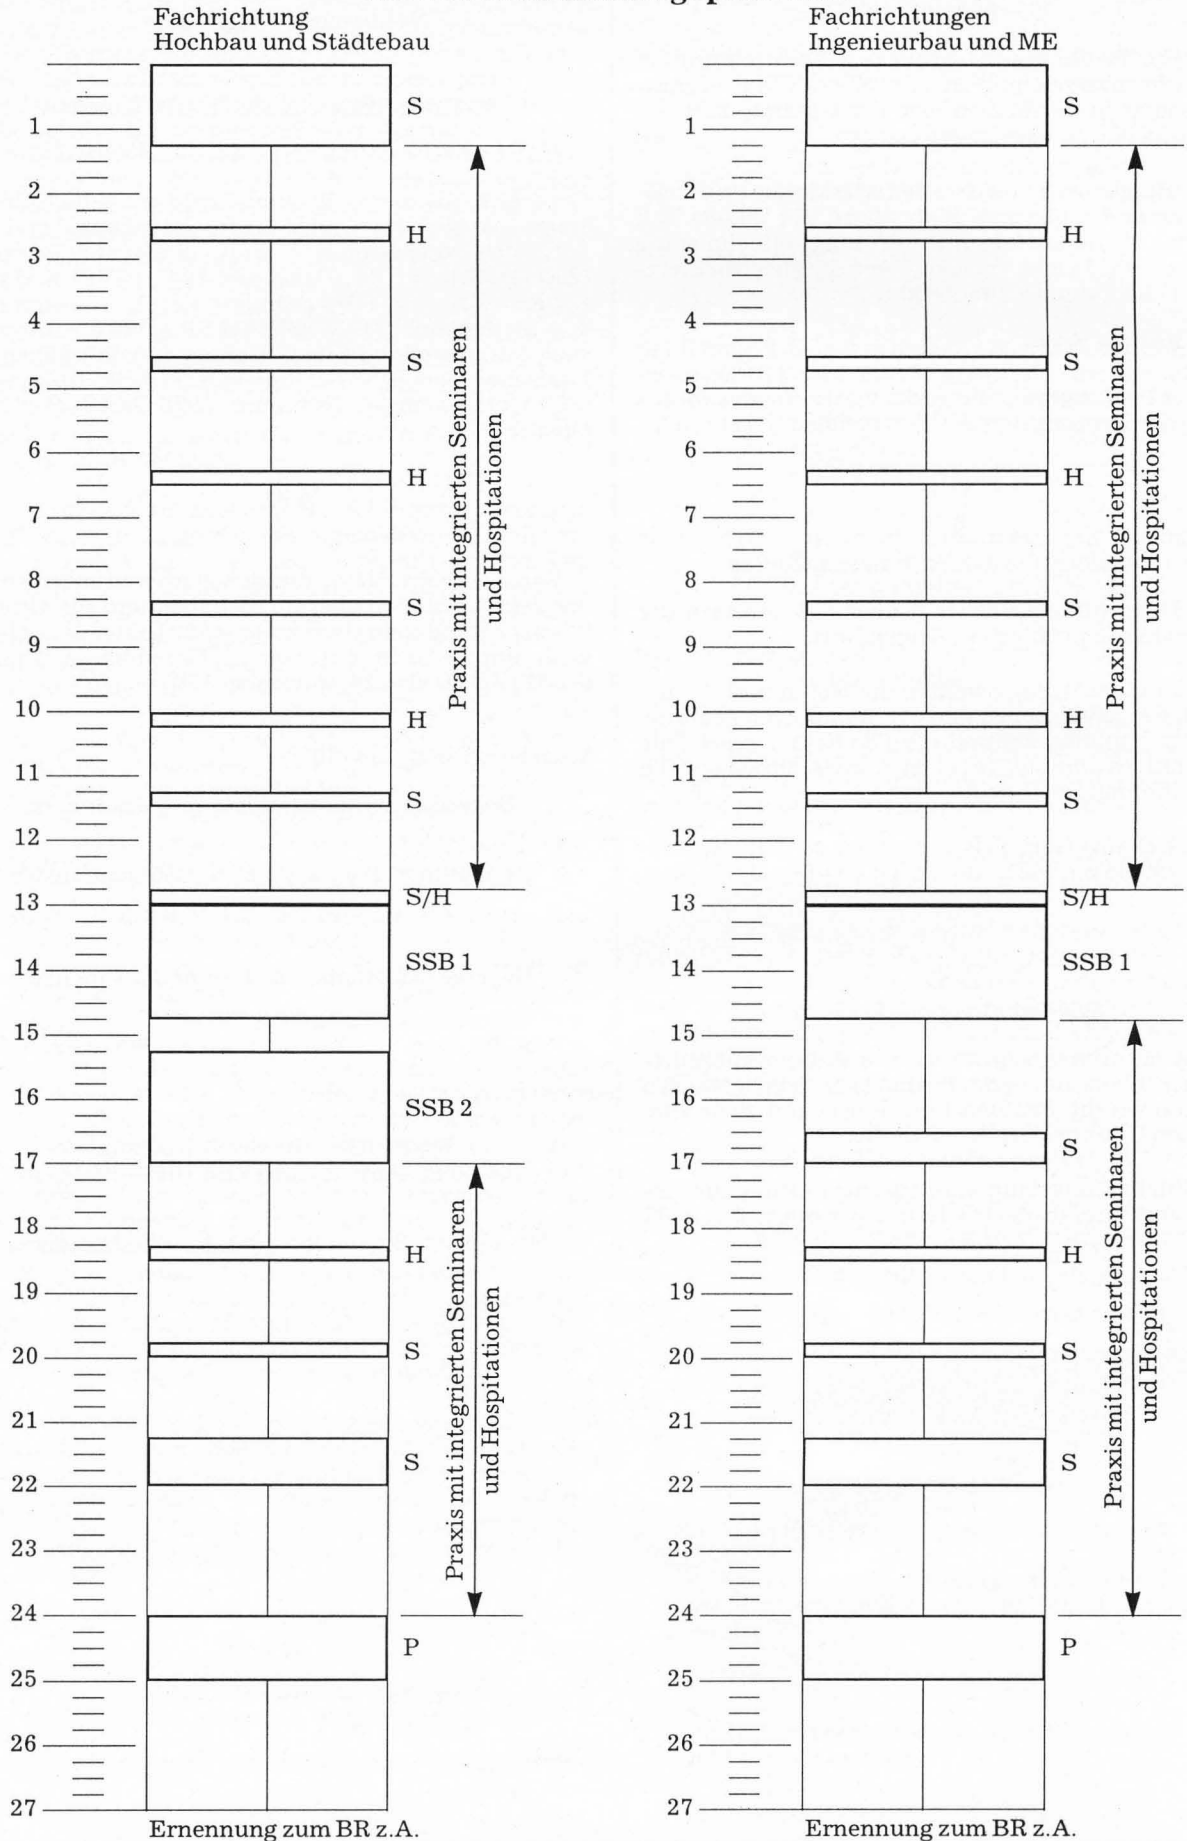 Fachrichtung
Hochbau und Städtebau
S
1
2
H
3
4
S
5
6
H
7
8
S
9
10
H
11
S
12
S/H
13
SSB 1
14
15
16
SSB 2
17
18
H
19
S
20
21
S
22
23
24
P
25
26
27
Praxis mit integrierten Seminaren
und Hospitationen
Praxis mit integrierten Seminaren
und Hospitationen
Ernennung zum BR z.A.
Fachrichtungen
Ingenieurbau und ME
S
1
2
H
3
4
S
5
6
H
7
8
S
9
10
H
11
S
12
S/H
13
SSB 1
14
15
16
S
17
18
H
19
S
20
21
S
22
23
24
P
25
26
27
Praxis mit integrierten Seminaren
und Hospitationen
Praxis mit integrierten Seminaren
und Hospitationen
Ernennung zum BR z.A.